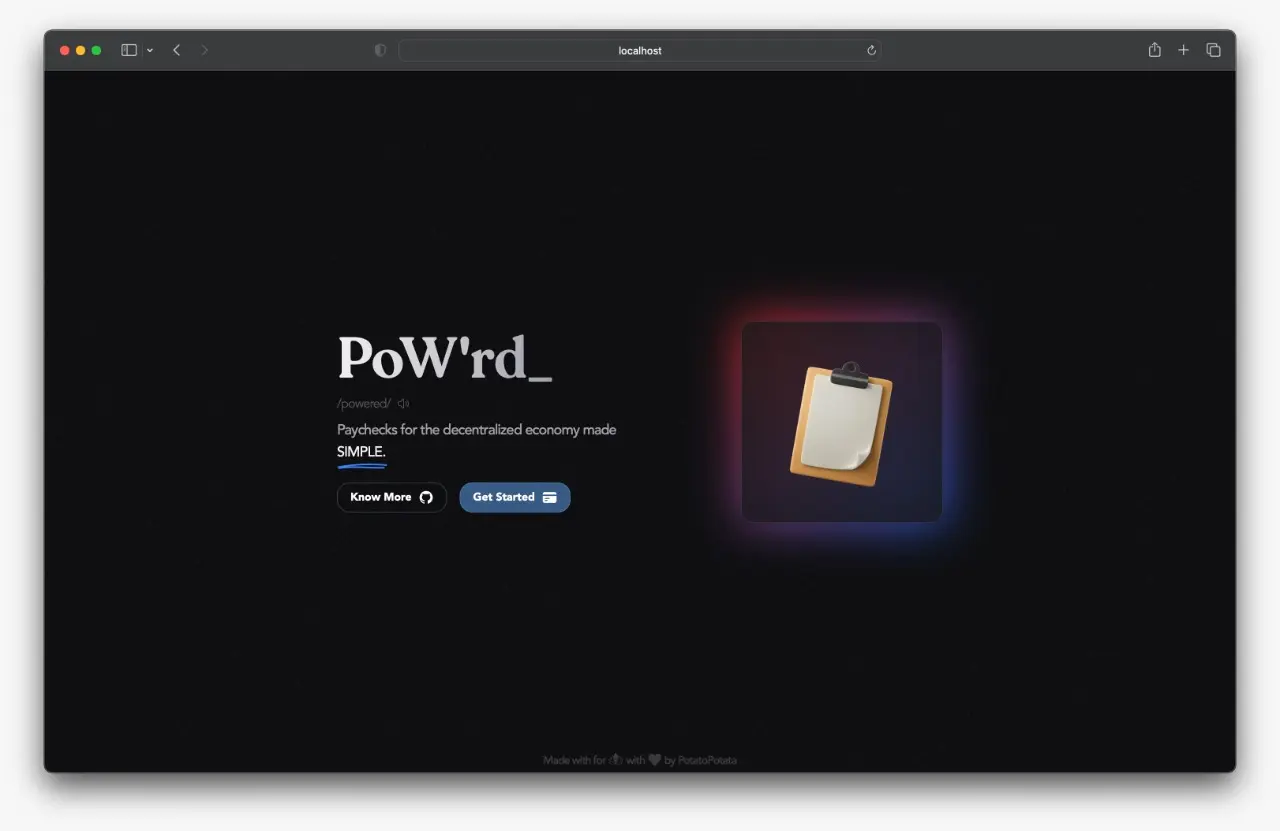 localhost
PoW'rd_
/powered/
Paychecks for the decentralized economy made
SIMPLE.
Know More
Get Started
Made with for with by PotatoPotata